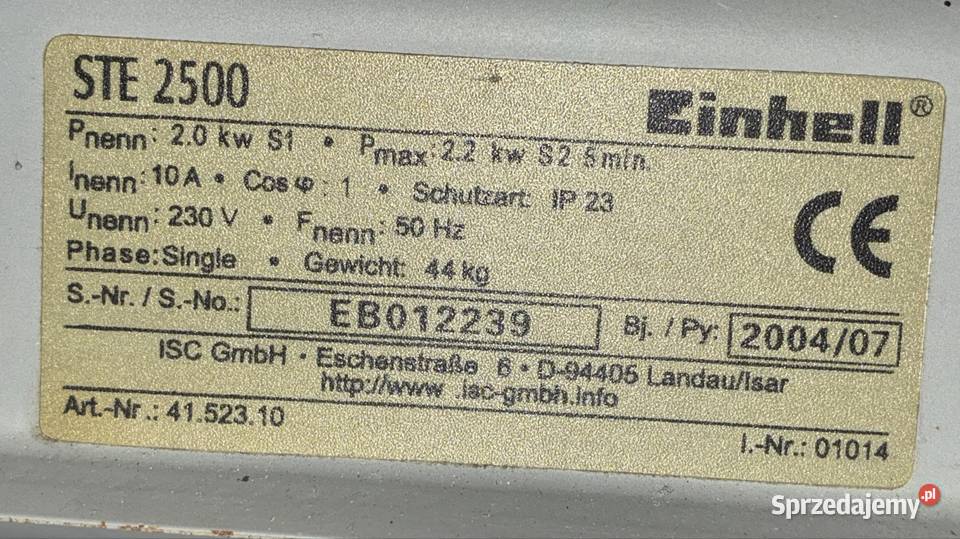 STE 2500
Einhell®
Pnenn: 2.0 kw S1 • Pmax: 2.2 kw S2 5min.
Inenn: 10A • Cos φ : 1 • Schutzart: IP 23
Unenn: 230 V • Fnenn: 50 Hz
Phase: Single • Gewicht: 44 kg
CE
S.-Nr. / S.-No.: EB012239 Bj. / Py: 2004/07
ISC GmbH • Eschenstraße 6 • D-94405 Landau/Isar
http://www .isc-gmbh.info
Art.-Nr.: 41.523.10
I.-Nr.: 01014
Sprzedajemy.pl